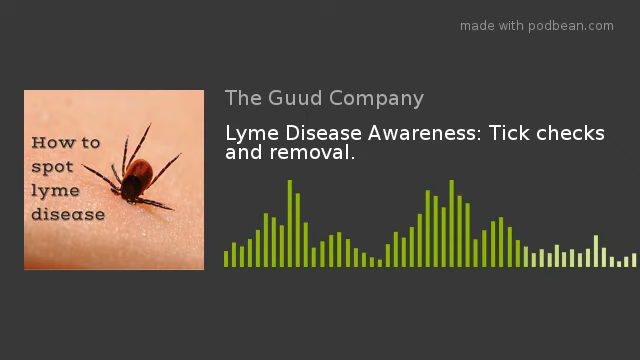 made with podbean.com
The Guud Company
Lyme Disease Awareness: Tick checks
and removal.
How to
spot
lyme
disease